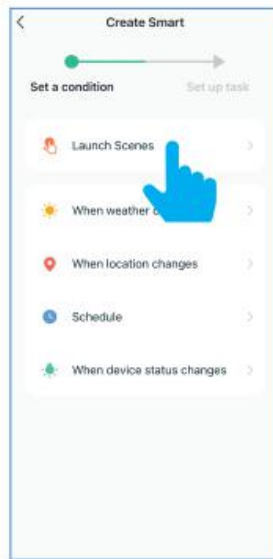 Create Smart
Set a condition
Set up task
Launch Scenes
When weather
When location changes
Schedule
When device status changes